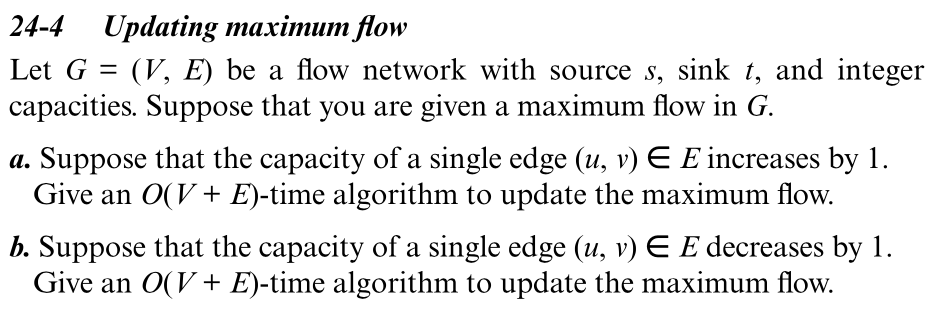 24-4 Updating maximum flow
Let G = (V, E) be a flow network with source s, sink t, and integer
capacities. Suppose that you are given a maximum flow in G.
a. Suppose that the capacity of a single edge (u, v) ∈ E increases by 1.
Give an O(V + E)-time algorithm to update the maximum flow.
b. Suppose that the capacity of a single edge (u, v) ∈ E decreases by 1.
Give an O(V + E)-time algorithm to update the maximum flow.